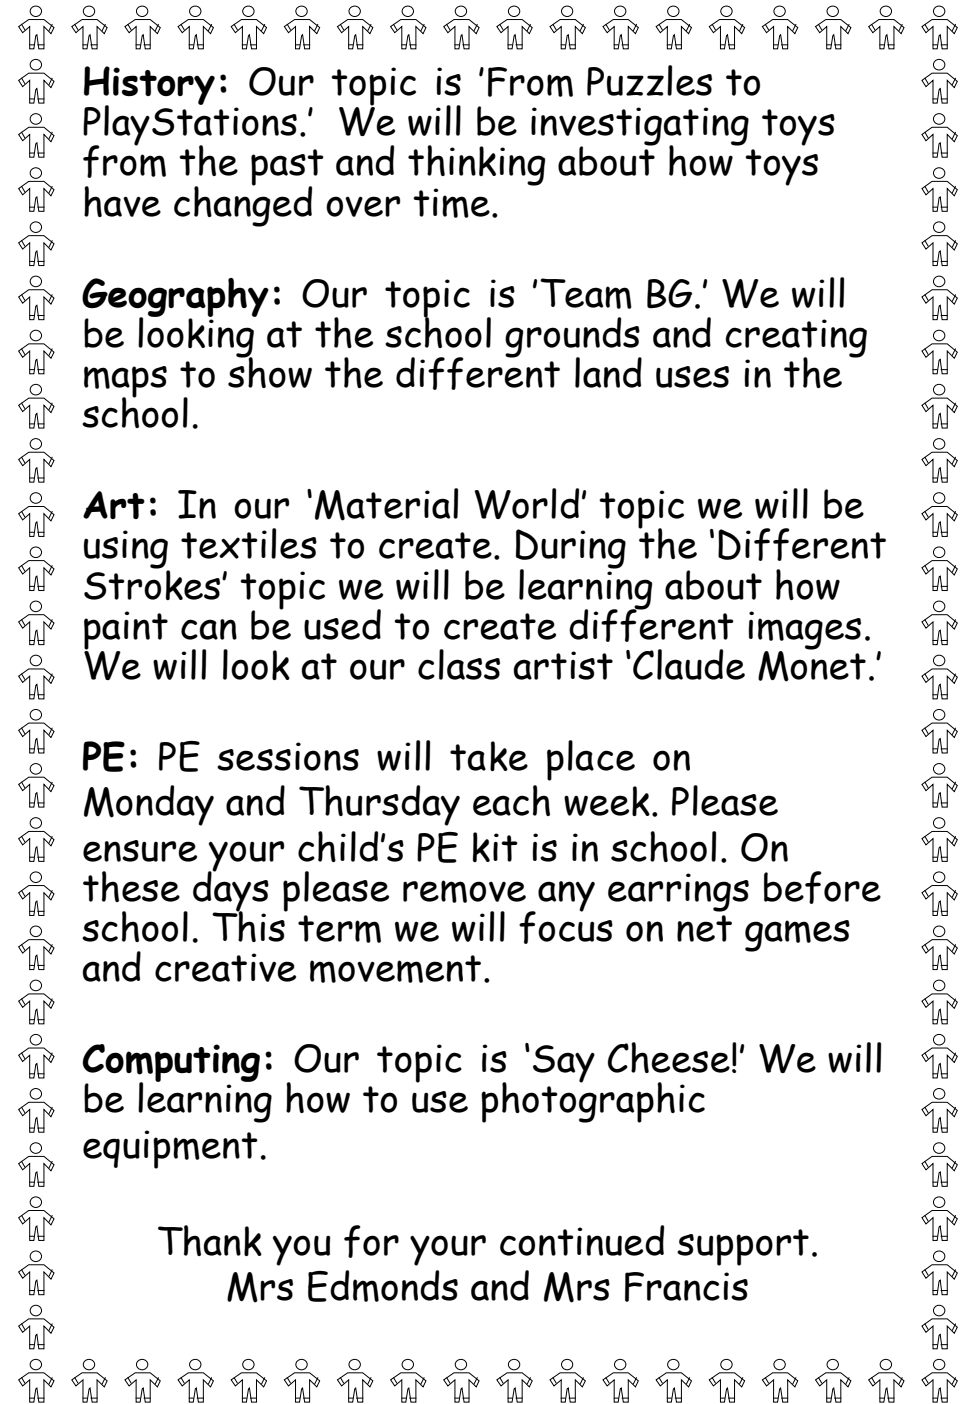 History: Our topic is 'From Puzzles to
PlayStations.' We will be investigating toys
from the past and thinking about how toys
have changed over time.
Geography: Our topic is 'Team BG.' We will
be looking at the school grounds and creating
maps to show the different land uses in the
school.
Art: In our ‘Material World’ topic we will be
using textiles to create. During the ‘Different
Strokes’ topic we will be learning about how
paint can be used to create different images.
We will look at our class artist ‘Claude Monet.’
PE: PE sessions will take place on
Monday and Thursday each week. Please
ensure your child’s PE kit is in school. On
these days please remove any earrings before
school. This term we will focus on net games
and creative movement.
Computing: Our topic is ‘Say Cheese!’ We will
be learning how to use photographic
equipment.
Thank you for your continued support.
Mrs Edmonds and Mrs Francis